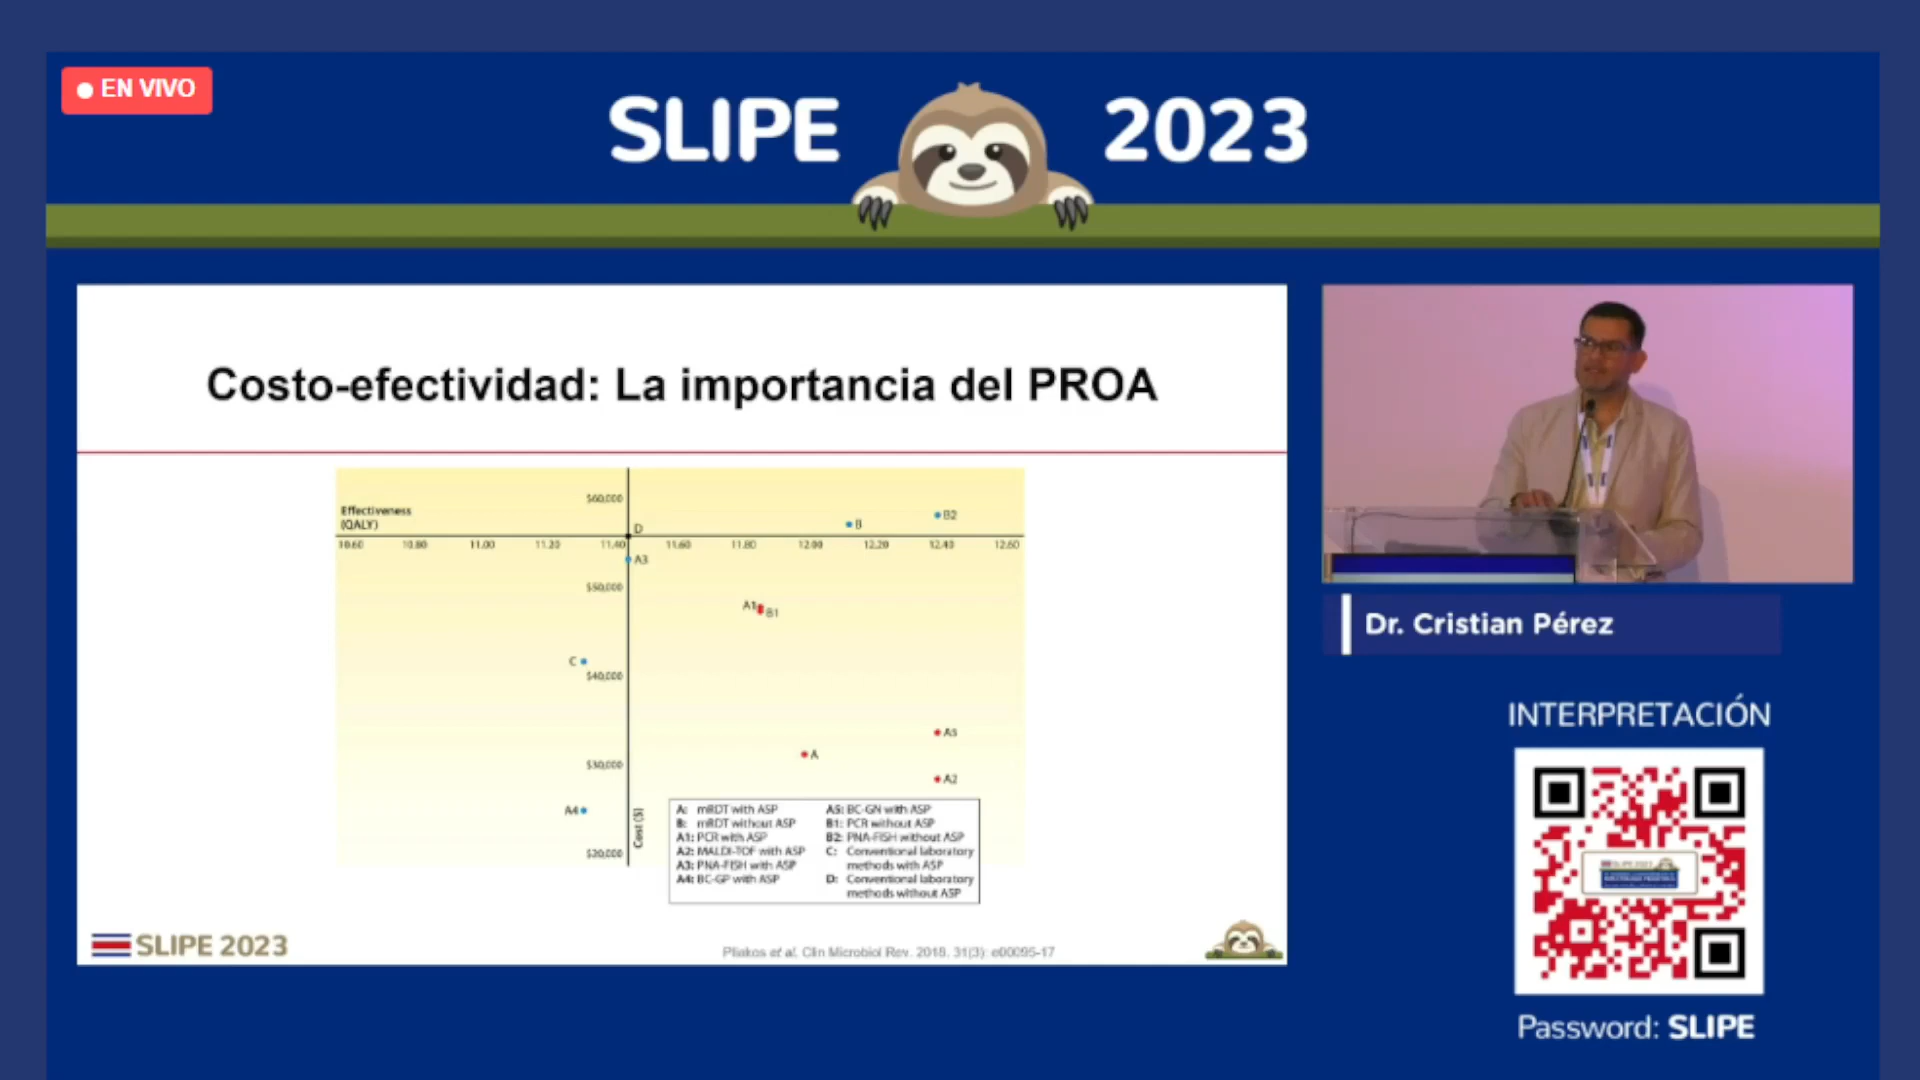 EN VIVO
SLIPE 2023
Costo-efectividad: La importancia del PROA
Effectiveness
(QALY)
$60,000
B
B2
D
10.60 10.80 11.00 11.20 11.40 11.60 11.80 12.00 12.20 12.40 12.60
A3
$50,000
A1
B1
C
$40,000
A5
A
$30,000
A2
A4
Cost ($)
$20,000
A: mRDT with ASP
B: mRDT without ASP
A1: PCR with ASP
A2: MALDI-TOF with ASP
A3: PNA-FISH with ASP
A4: BC-GP with ASP
A5: BC-GN with ASP
B1: PCR without ASP
B2: PNA-FISH without ASP
C: Conventional laboratory
methods with ASP
D: Conventional laboratory
methods without ASP
SLIPE 2023
Pliakos et al. Clin Microbiol Rev. 2018. 31(3): e00095-17
Dr. Cristian Pérez
INTERPRETACIÓN
Password: SLIPE